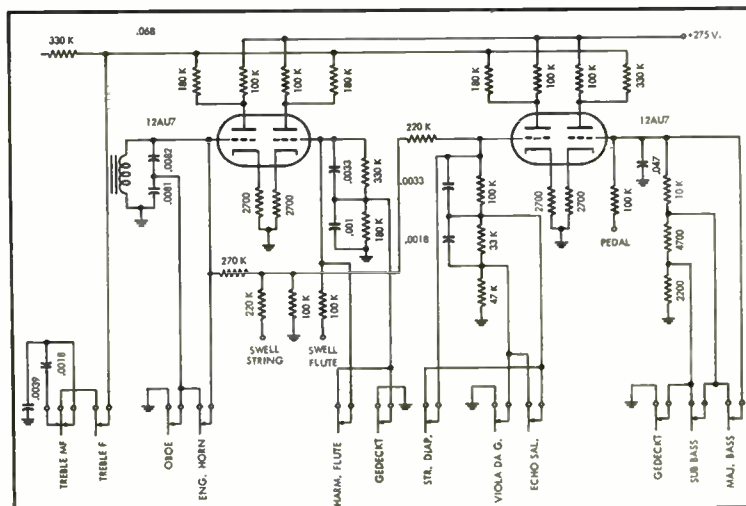 .068
330 K
+275 V.
180 K
100 K
100 K
180 K
180 K
100 K
100 K
330 K
12AU7
220 K
12AU7
.0082
.0081
2700
2700
.0033
330 K
.001
180 K
.0033
.0018
100 K
33 K
47 K
2700
2700
100 K
PEDAL
.047
10 K
4700
2200
270 K
220 K
100 K
100 K
SWELL
STRING
SWELL
FLUTE
.0039
.0018
TREBLE MF
TREBLE F
OBOE
ENG. HORN
HARM. FLUTE
GEDECKT
STR. DIAP.
VIOLA DA G.
ECHO SAL.
GEDECKT
SUB BASS
MAJ. BASS